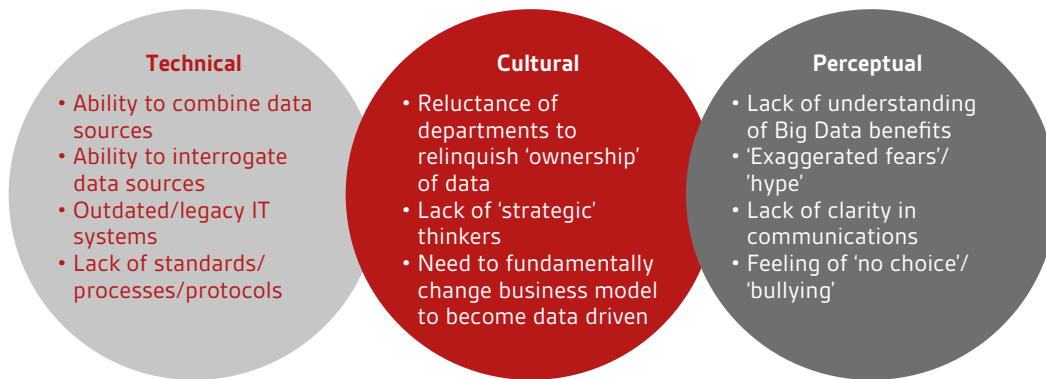 Technical
• Ability to combine data
sources
• Ability to interrogate
data sources
• Outdated/legacy IT
systems
• Lack of standards/
processes/protocols
Cultural
• Reluctance of
departments to
relinquish ‘ownership’
of data
• Lack of ‘strategic’
thinkers
• Need to fundamentally
change business model
to become data driven
Perceptual
• Lack of understanding
of Big Data benefits
• ‘Exaggerated fears’/
’hype’
• Lack of clarity in
communications
• Feeling of ‘no choice’/
‘bullying’